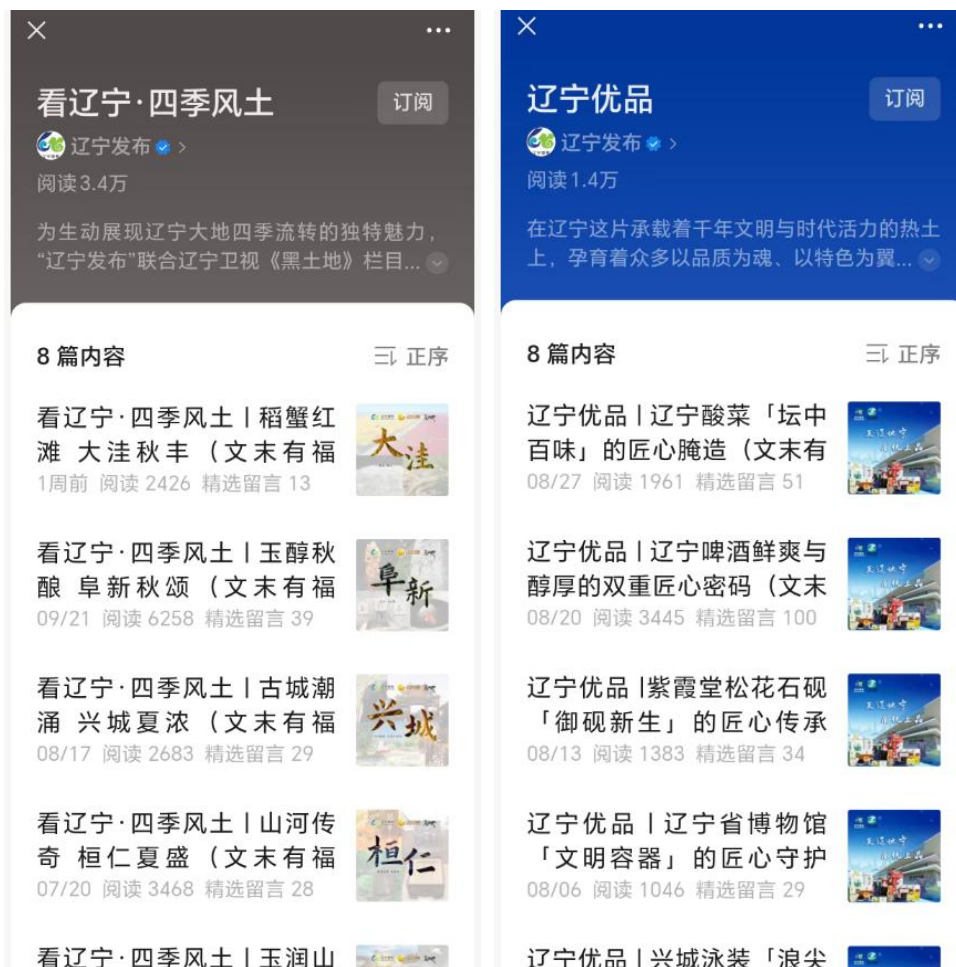 看辽宁·四季风土
订阅
辽宁发布
阅读3.4万
为生动展现辽宁大地四季流转的独特魅力，
“辽宁发布”联合辽宁卫视《黑土地》栏目...
8 篇内容
正序
看辽宁·四季风土丨稻蟹红
滩 大洼秋丰（文末有福
1周前 阅读 2426 精选留言 13
大洼
看辽宁·四季风土丨玉醇秋
酿 阜新秋颂（文末有福
09/21 阅读 6258 精选留言 39
阜新
看辽宁·四季风土丨古城潮
涌 兴城夏浓（文末有福
08/17 阅读 2683 精选留言 29
兴城
看辽宁·四季风土丨山河传
奇 桓仁夏盛（文末有福
07/20 阅读 3468 精选留言 28
桓仁
看辽宁·四季风土丨玉润山
辽宁优品
订阅
辽宁发布
阅读1.4万
在辽宁这片承载着千年文明与时代活力的热土
上，孕育着众多以品质为魂、以特色为翼...
8 篇内容
正序
辽宁优品丨辽宁酸菜「坛中
百味」的匠心腌造（文末有
08/27 阅读 1961 精选留言 51
辽宁优品丨辽宁啤酒鲜爽与
醇厚的双重匠心密码（文末
08/20 阅读 3445 精选留言 100
辽宁优品 |紫霞堂松花石砚
「御砚新生」的匠心传承
08/13 阅读 1383 精选留言 34
辽宁优品丨辽宁省博物馆
「文明容器」的匠心守护
08/06 阅读 1046 精选留言 29
辽宁优品丨兴城泳装「浪尖